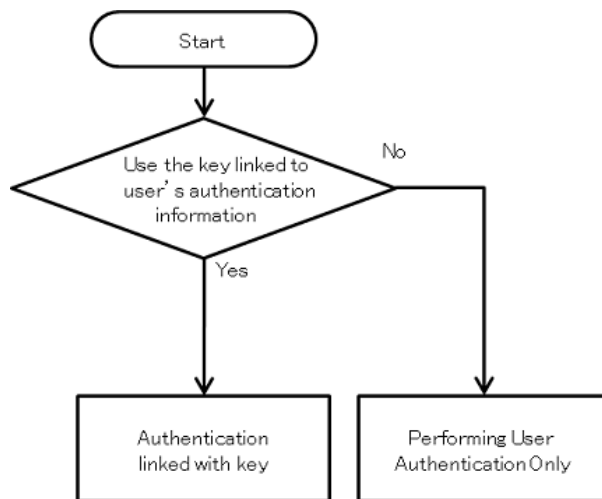 Start
Use the key linked to
user's authentication
information
No
Yes
Authentication
linked with key
Performing User
Authentication Only